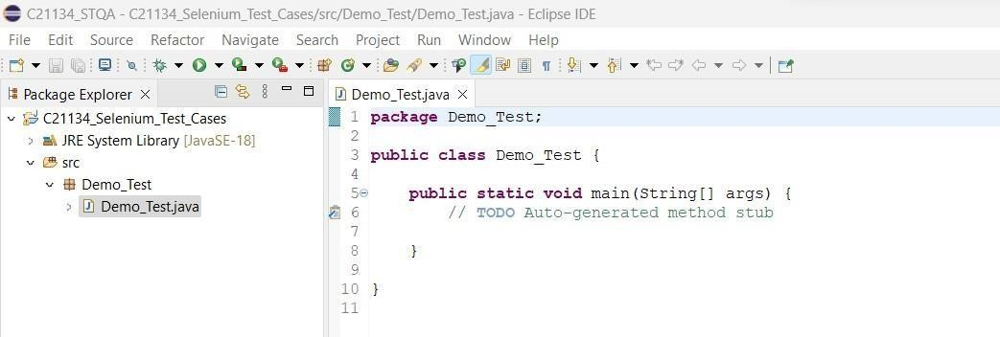 C21134_STQA - C21134_Selenium_Test_Cases/src/Demo_Test/Demo_Test.java - Eclipse IDE
File Edit Source Refactor Navigate Search Project Run Window Help
Package Explorer
C21134_Selenium_Test_Cases
JRE System Library [JavaSE-18]
src
Demo_Test
Demo_Test.java
Demo_Test.java
1 package Demo_Test;
2
3 public class Demo_Test {
4
5 public static void main(String[] args) {
6 // TODO Auto-generated method stub
7
8 }
9
10 }
11